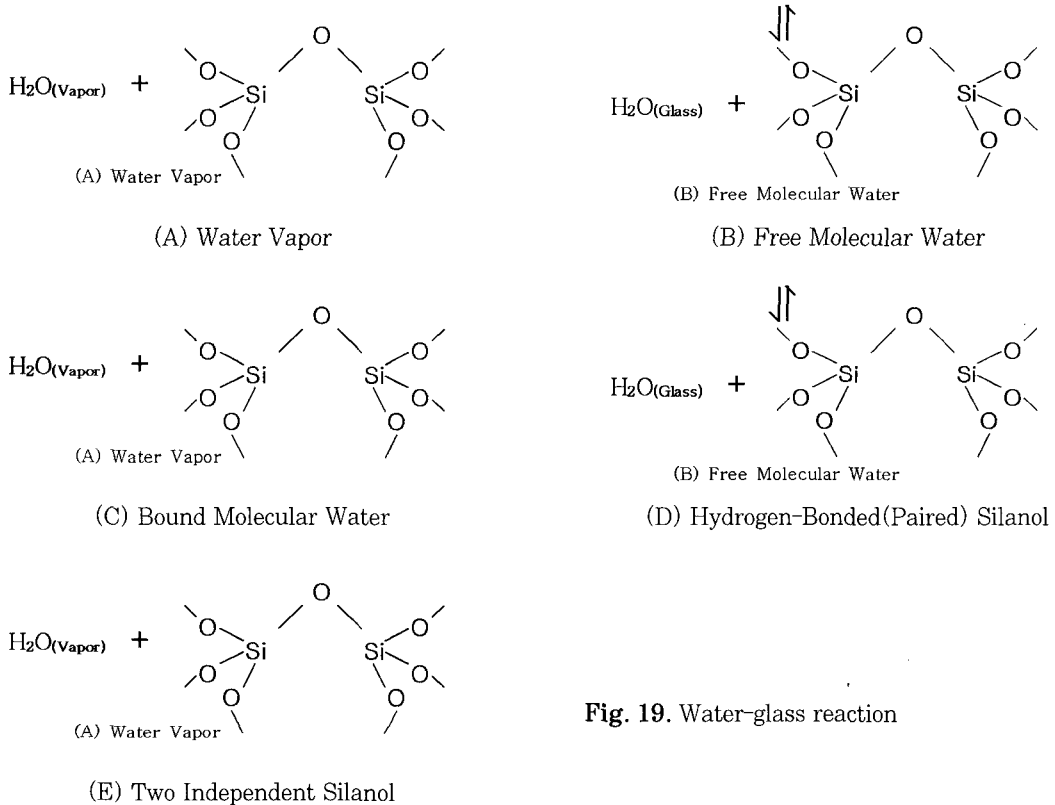 O
H₂O(Vapor) + O Si Si O
O O
O O
(A) Water Vapor
(A) Water Vapor
⇌
O
H₂O(Glass) + O Si Si O
O O
O O
(B) Free Molecular Water
(B) Free Molecular Water
O
H₂O(Vapor) + O Si Si O
O O
O O
(A) Water Vapor
(C) Bound Molecular Water
⇌
O
H₂O(Glass) + O Si Si O
O O
O O
(B) Free Molecular Water
(D) Hydrogen-Bonded(Paired) Silanol
O
H₂O(Vapor) + O Si Si O
O O
O O
(A) Water Vapor
(E) Two Independent Silanol
Fig. 19. Water-glass reaction